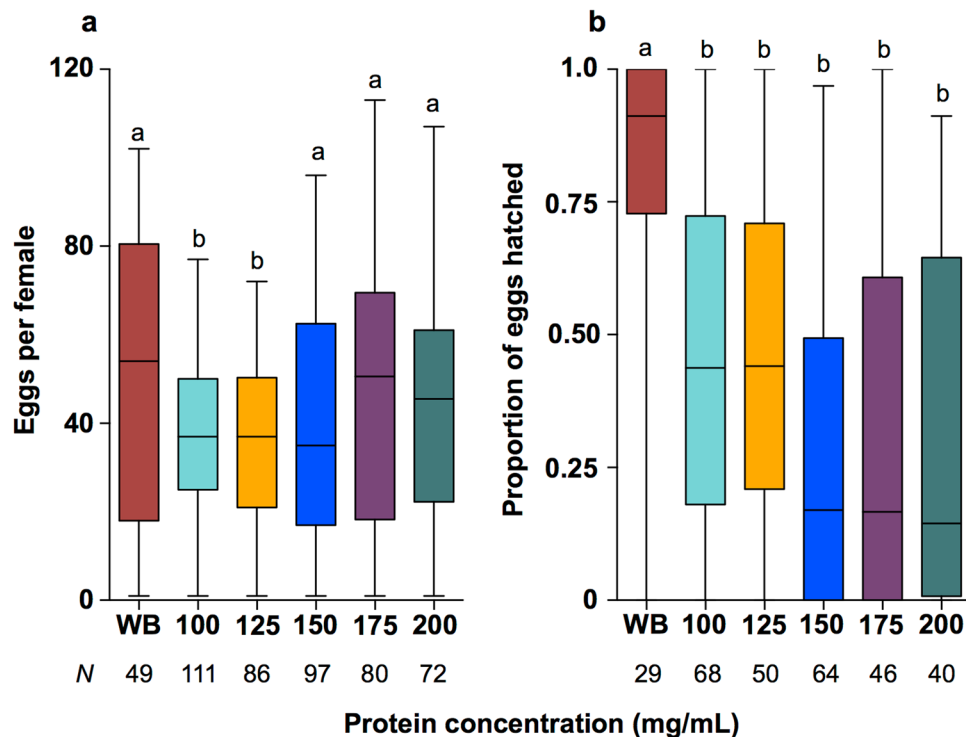 a
120
80
40
0
Eggs per female
a
b
b
a
a
a
WB 100 125 150 175 200
N 49 111 86 97 80 72
b
1.0
0.75
0.50
0.25
0
Proportion of eggs hatched
a
b
b
b
b
b
WB 100 125 150 175 200
29 68 50 64 46 40
Protein concentration (mg/mL)